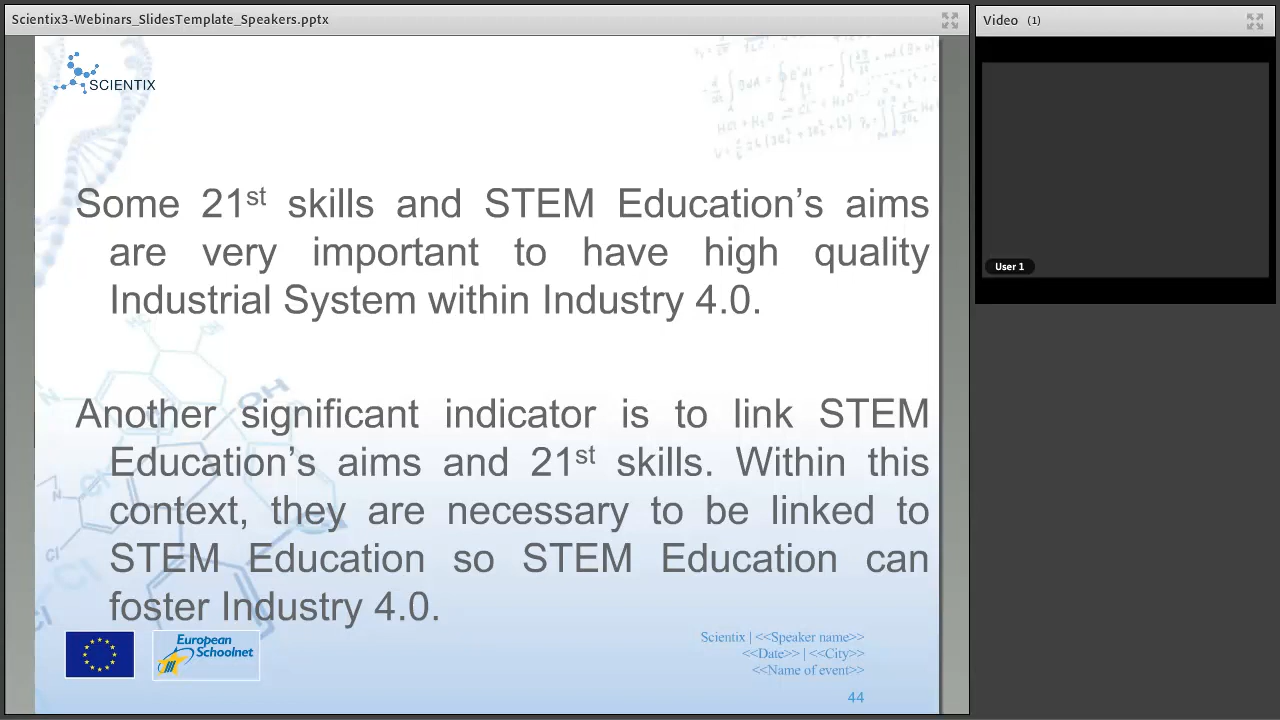 Scientix3-Webinars_SlidesTemplate_Speakers.pptx
Video (1)
SCIENTIX
Some 21st skills and STEM Education’s aims
are very important to have high quality
Industrial System within Industry 4.0.
User 1
Another significant indicator is to link STEM
Education’s aims and 21st skills. Within this
context, they are necessary to be linked to
STEM Education so STEM Education can
foster Industry 4.0.
European
Schoolnet
Scientix | <<Speaker name>>
<<Date>> | <<City>>
<<Name of event>>
44